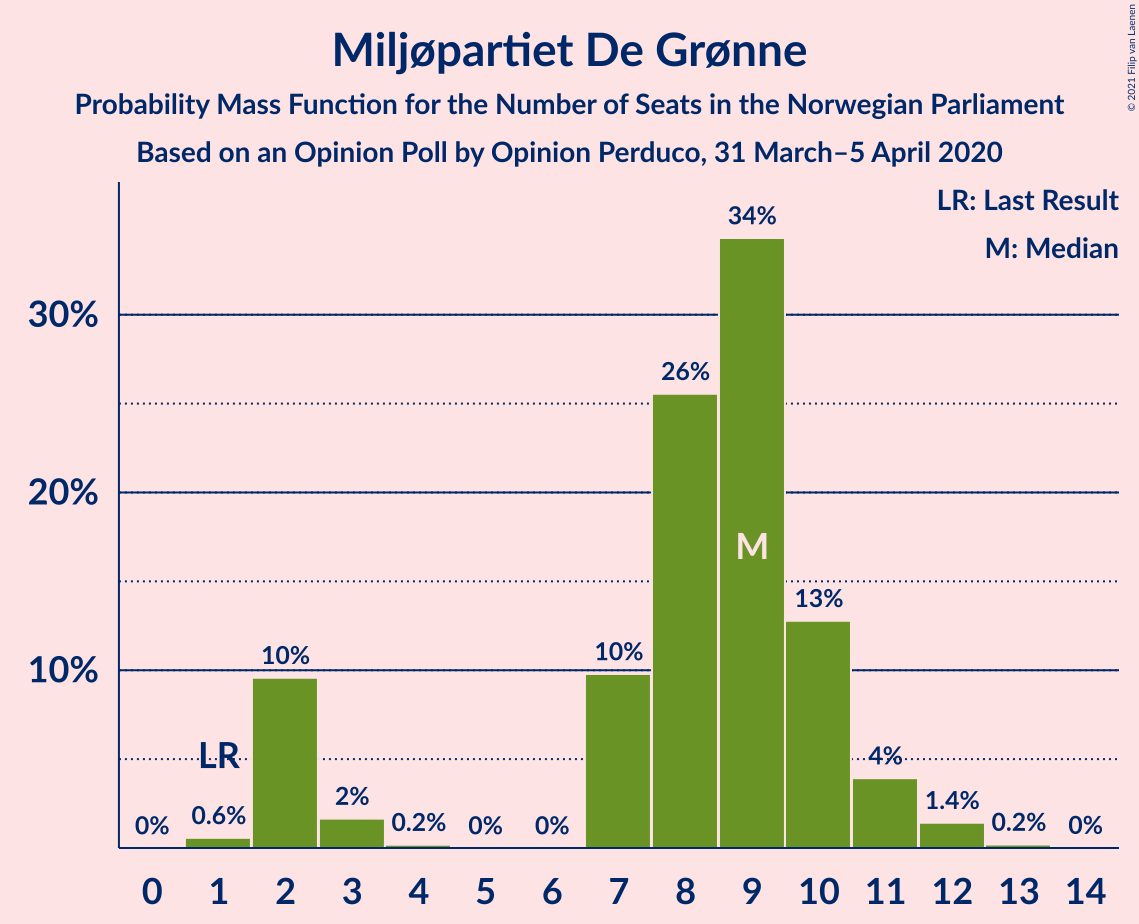 Miljøpartiet De Grønne
Probability Mass Function for the Number of Seats in the Norwegian Parliament
Based on an Opinion Poll by Opinion Perduco, 31 March–5 April 2020
© 2021 Filip van Laenen
LR: Last Result
M: Median
34%
30%
26%
20%
M
13%
10%
10%
10%
LR
4%
2%
1.4%
0%
0.6%
0.2%
0%
0%
0.2%
0%
0 1 2 3 4 5 6 7 8 9 10 11 12 13 14